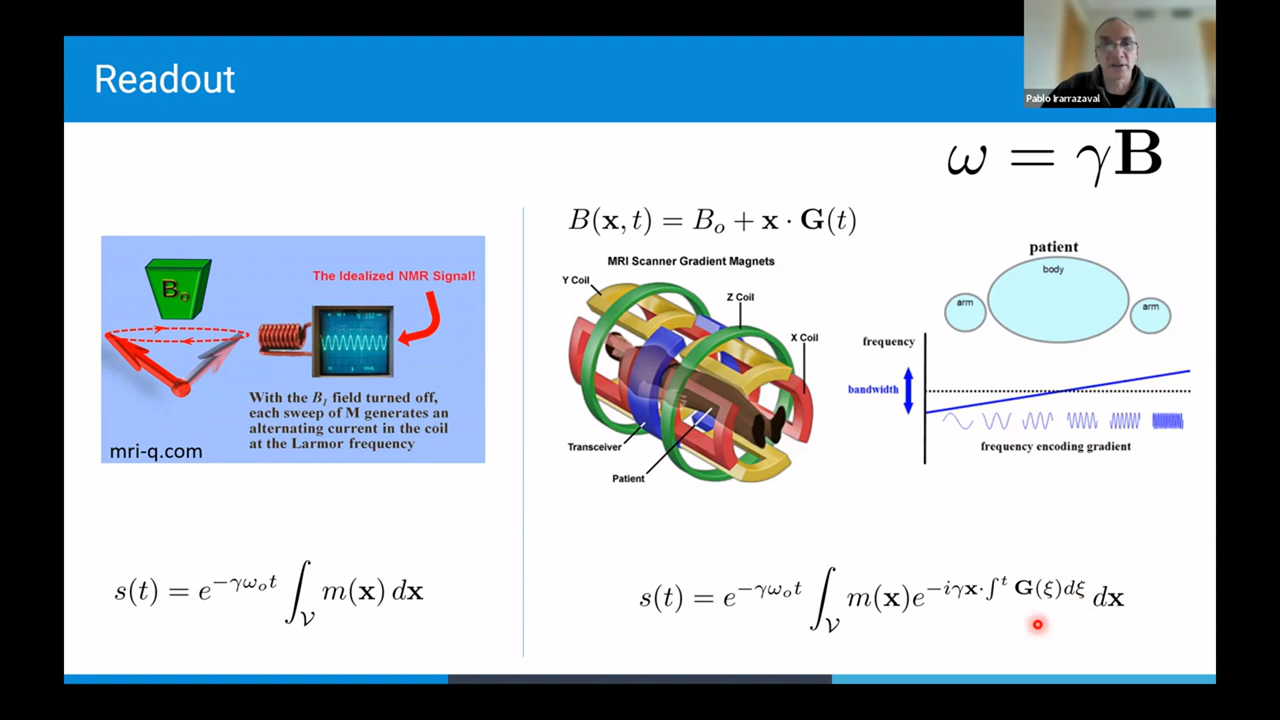 Readout
Pablo Irarrazaval
ω = γB
B(x, t) = B_o + x · G(t)
The Idealized NMR Signal!
B_o
With the B_1 field turned off,
each sweep of M generates an
alternating current in the coil
at the Larmor frequency
mri-q.com
MRI Scanner Gradient Magnets
Y Coil
Z Coil
X Coil
Transceiver
Patient
patient
body
arm
arm
frequency
bandwidth
frequency encoding gradient
s(t) = e^{-γω_o t} ∫_V m(x) dx
s(t) = e^{-γω_o t} ∫_V m(x)e^{-iγx·∫^t G(ξ)dξ} dx